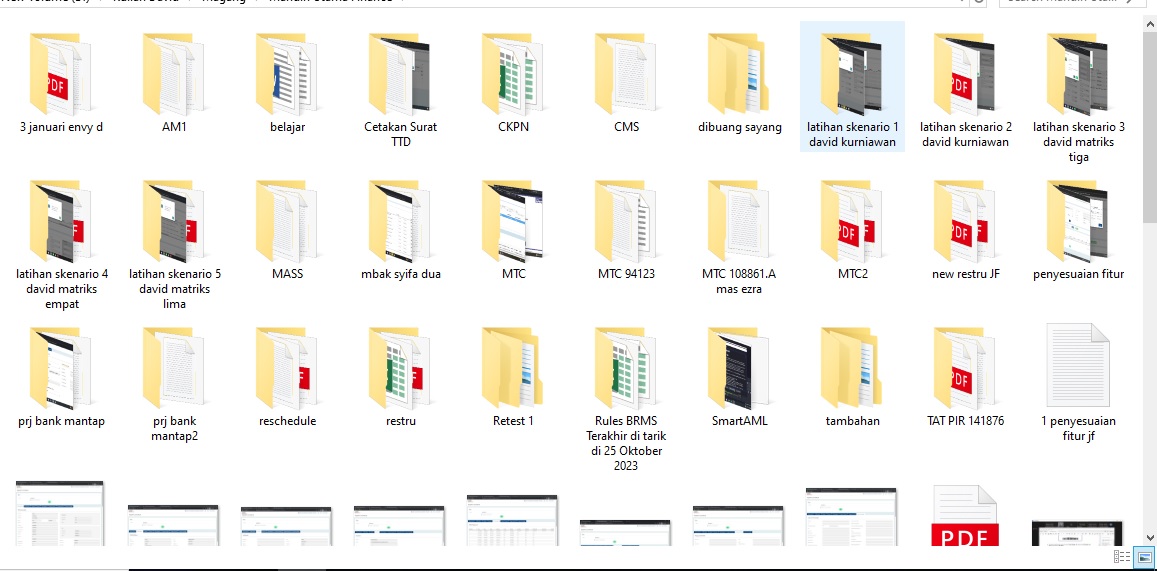 3 januari envy d
AM1
belajar
Cetakan Surat
TTD
CKPN
CMS
dibuang sayang
latihan skenario 1
david kurniawan
latihan skenario 2
david kurniawan
latihan skenario 3
david matriks
tiga
latihan skenario 4
david matriks
empat
latihan skenario 5
david matriks
lima
MASS
mbak syifa dua
MTC
MTC 94123
MTC 108861.A
mas ezra
MTC2
new restru JF
penyesuaian fitur
prj bank mantap
prj bank
mantap2
reschedule
restru
Retest 1
Rules BRMS
Terakhir di tarik
di 25 Oktober
2023
SmartAML
tambahan
TAT PIR 141876
1 penyesuaian
fitur jf
PDF